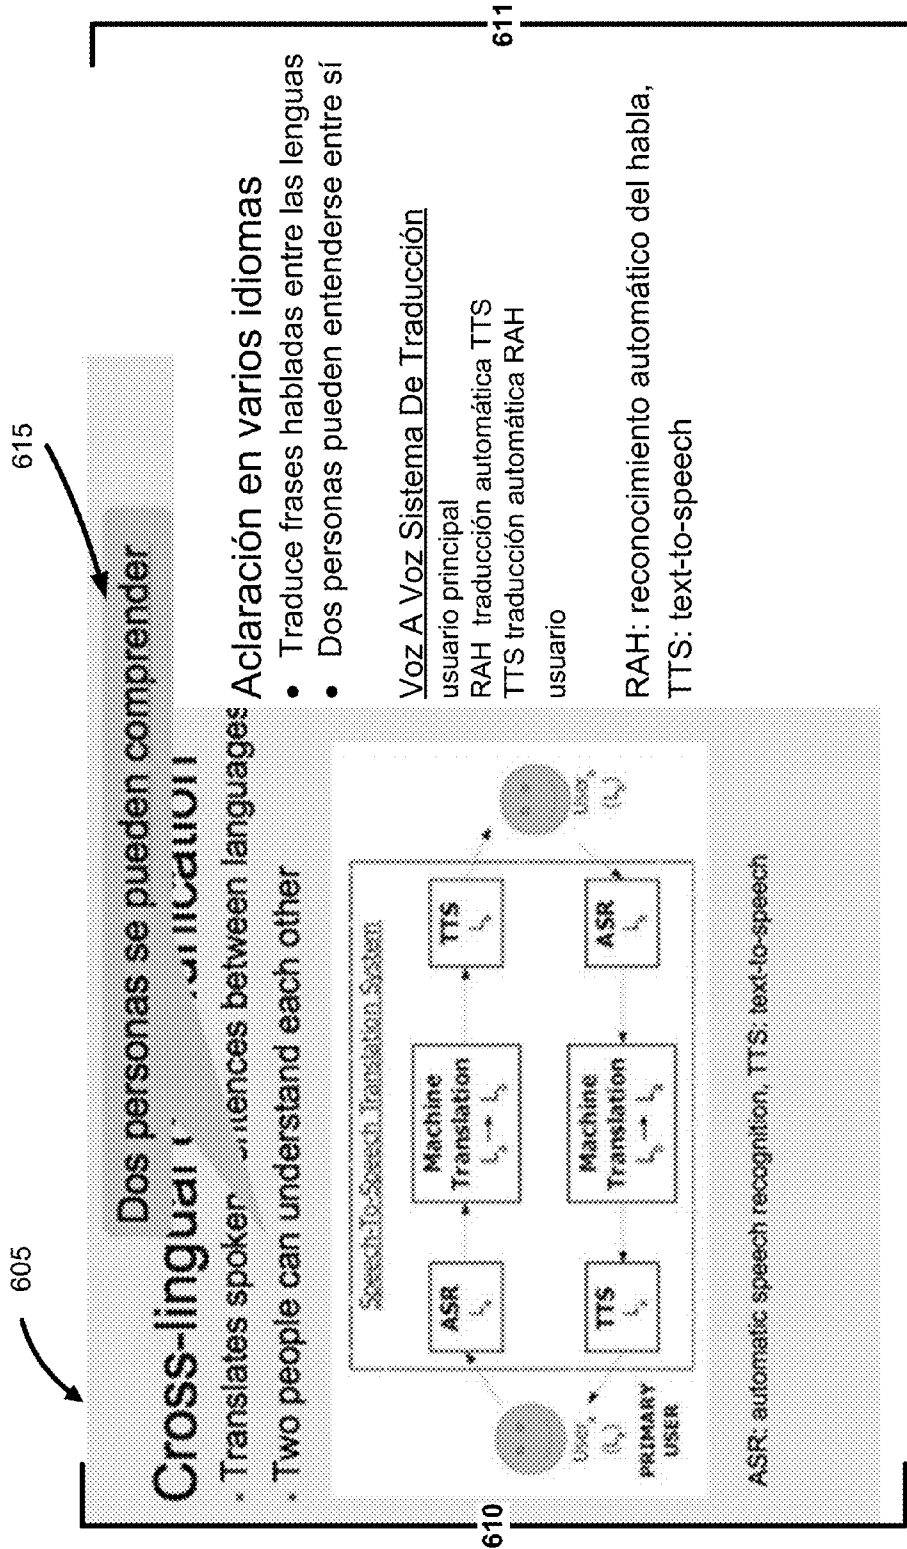 605
615
Dos personas se pueden comprender
Cross-lingual
Translates spoken sentences between languages
Two people can understand each other
Speech-To-Speech Translation System
ASR
Machine
Translation
TTS
PRIMARY
USER
TTS
Machine
Translation
ASR
ASR: automatic speech recognition, TTS: text-to-speech
Aclaración en varios idiomas
• Traduce frases habladas entre las lenguas
• Dos personas pueden entenderse entre sí
Voz A Voz Sistema De Traducción
usuario principal
RAH traducción automática TTS
TTS traducción automática RAH
usuario
RAH: reconocimiento automático del habla,
TTS: text-to-speech
610
611